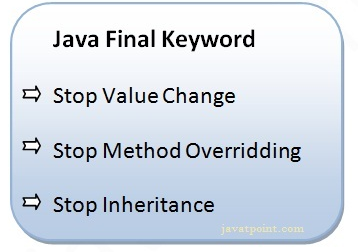 Java Final Keyword
Stop Value Change
Stop Method Overridding
Stop Inheritance
javatpoint.com